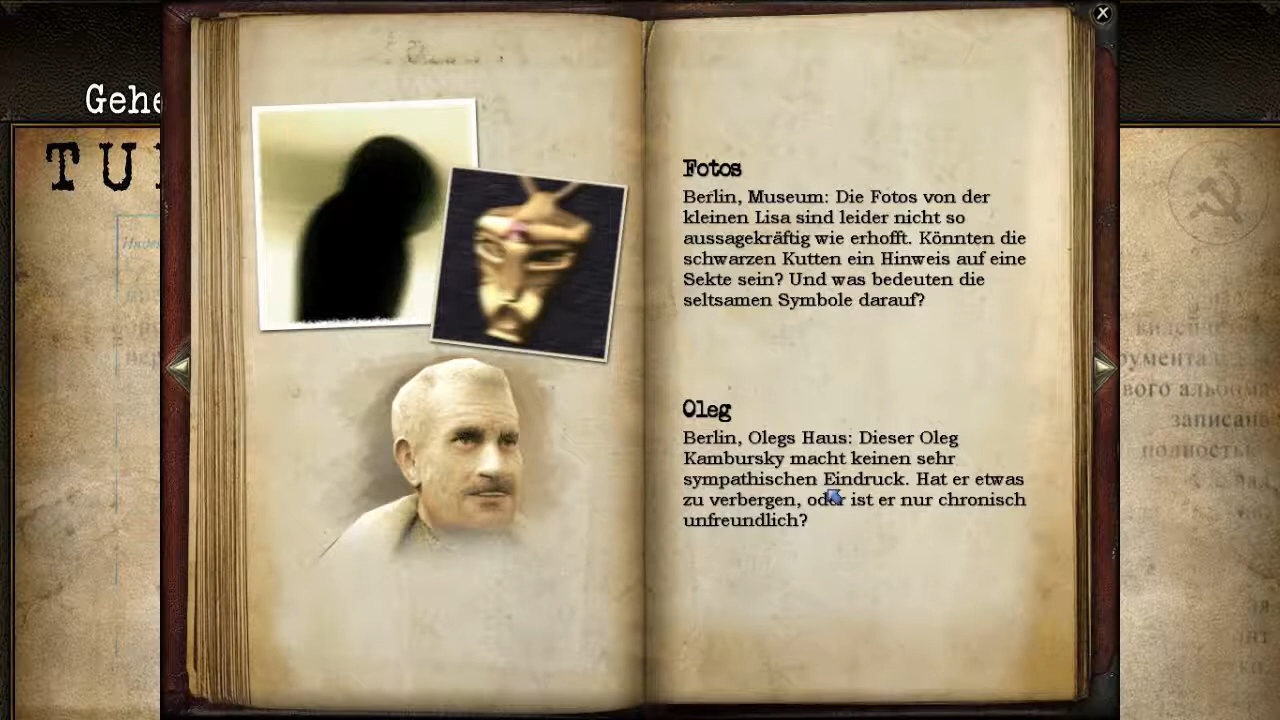 Gehe
TU
Fotos
Berlin, Museum: Die Fotos von der
kleinen Lisa sind leider nicht so
aussagekräftig wie erhofft. Könnten die
schwarzen Kutten ein Hinweis auf eine
Sekte sein? Und was bedeuten die
seltsamen Symbole darauf?
Oleg
Berlin, Olegs Haus: Dieser Oleg
Kambursky macht keinen sehr
sympathischen Eindruck. Hat er etwas
zu verbergen, oder ist er nur chronisch
unfreundlich?
вого альбома
записана